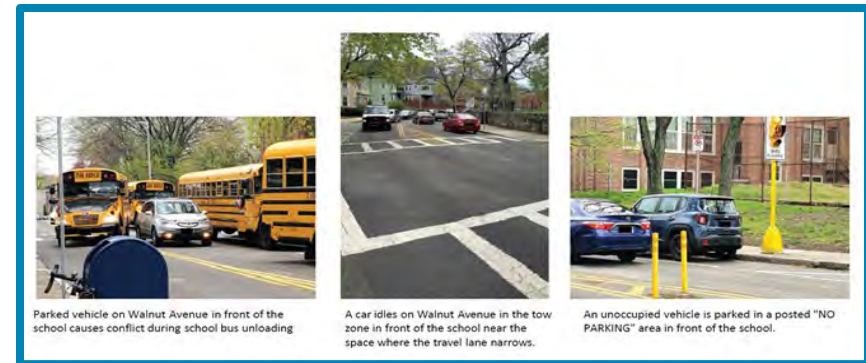 Parked vehicle on Walnut Avenue in front of the
school causes conflict during school bus unloading
A car idles on Walnut Avenue in the tow
zone in front of the school near the
space where the travel lane narrows.
An unoccupied vehicle is parked in a posted “NO
PARKING” area in front of the school.